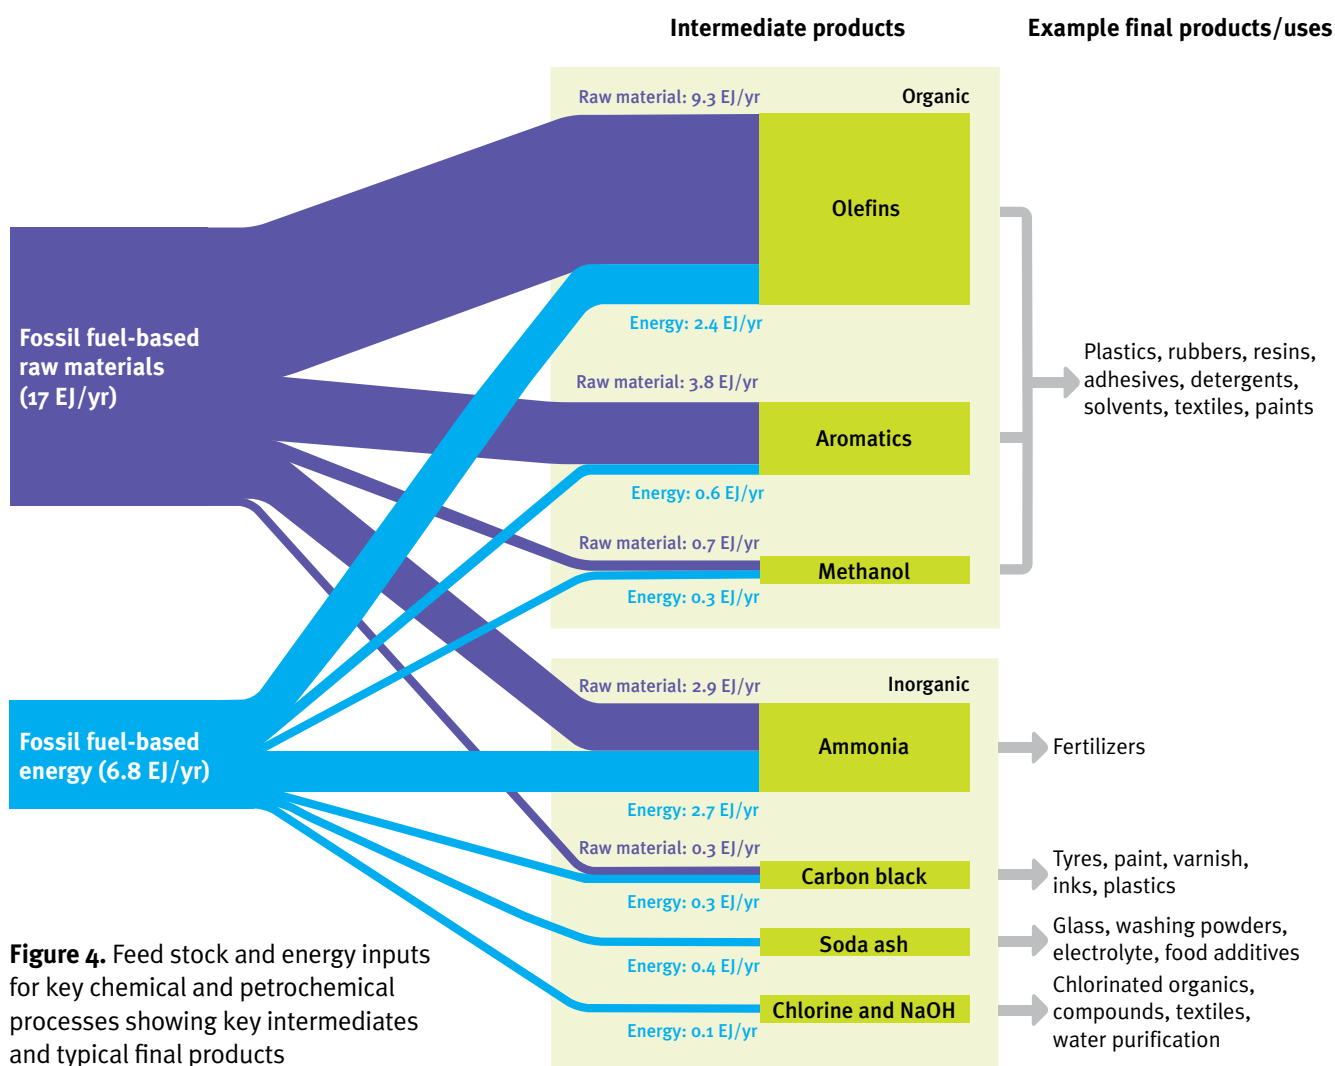 Intermediate products
Example final products/uses
Raw material: 9.3 EJ/yr
Organic
Olefins
Energy: 2.4 EJ/yr
Fossil fuel-based
raw materials
(17 EJ/yr)
Raw material: 3.8 EJ/yr
Aromatics
Energy: 0.6 EJ/yr
Plastics, rubbers, resins,
adhesives, detergents,
solvents, textiles, paints
Raw material: 0.7 EJ/yr
Methanol
Energy: 0.3 EJ/yr
Raw material: 2.9 EJ/yr
Inorganic
Fossil fuel-based
energy (6.8 EJ/yr)
Ammonia
Fertilizers
Energy: 2.7 EJ/yr
Raw material: 0.3 EJ/yr
Carbon black
Energy: 0.3 EJ/yr
Tyres, paint, varnish,
inks, plastics
Soda ash
Energy: 0.4 EJ/yr
Glass, washing powders,
electrolyte, food additives
Chlorine and NaOH
Energy: 0.1 EJ/yr
Chlorinated organics,
compounds, textiles,
water purification
Figure 4. Feed stock and energy inputs
for key chemical and petrochemical
processes showing key intermediates
and typical final products